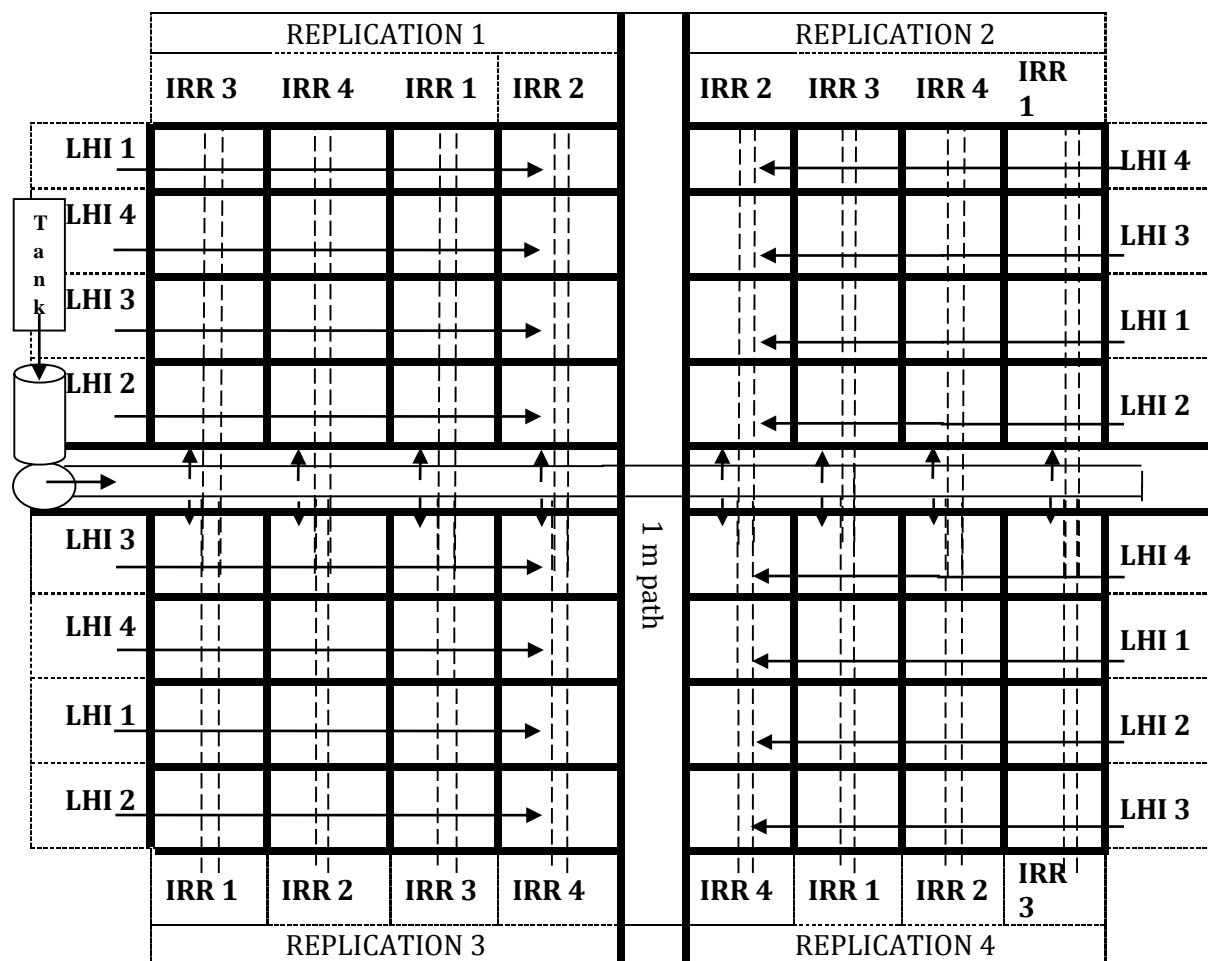 REPLICATION 1
REPLICATION 2
IRR 3 IRR 4 IRR 1 IRR 2
IRR 2 IRR 3 IRR 4 IRR
1
LHI 1
LHI 4
LHI 4
LHI 3
LHI 3
LHI 1
LHI 2
LHI 2
T
a
n
k
LHI 3
LHI 4
LHI 4
LHI 1
LHI 1
LHI 2
LHI 2
LHI 3
1 m path
IRR 1 IRR 2 IRR 3 IRR 4
IRR 4 IRR 1 IRR 2 IRR
3
REPLICATION 3
REPLICATION 4